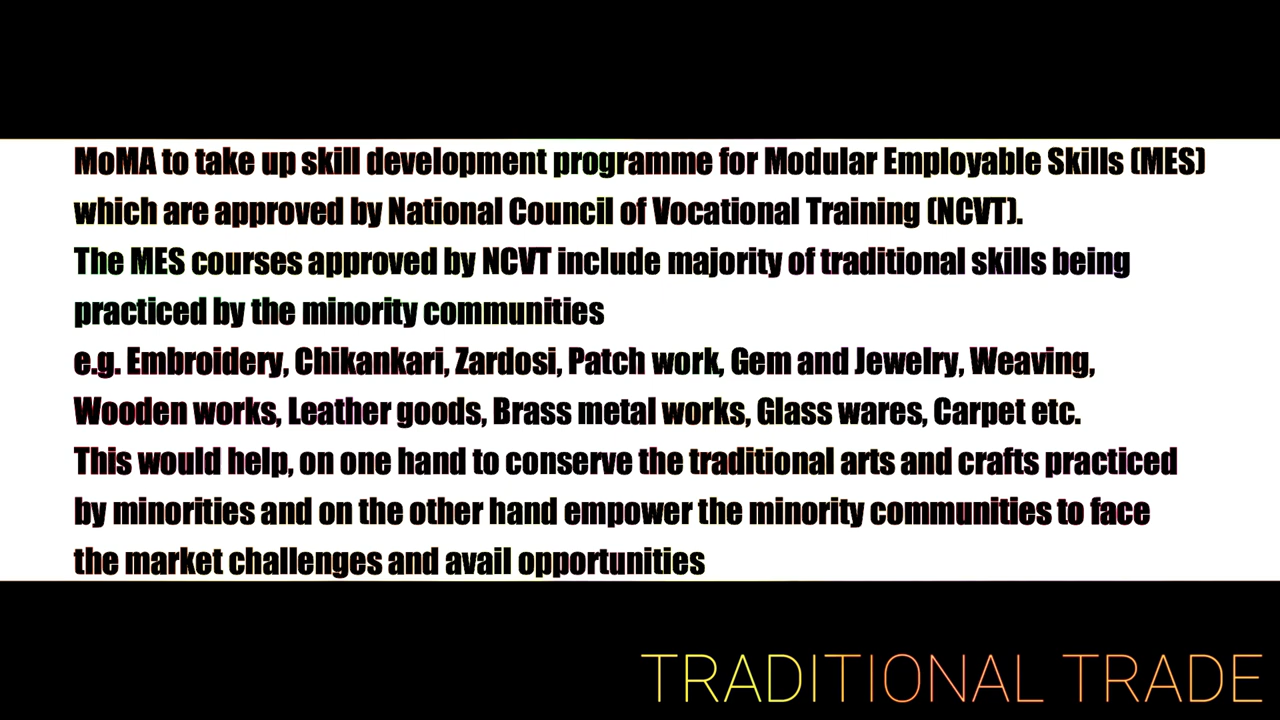 MoMA to take up skill development programme for Modular Employable Skills (MES)
which are approved by National Council of Vocational Training (NCVT).
The MES courses approved by NCVT include majority of traditional skills being
practiced by the minority communities
e.g. Embroidery, Chikankari, Zardosi, Patch work, Gem and Jewelry, Weaving,
Wooden works, Leather goods, Brass metal works, Glass wares, Carpet etc.
This would help, on one hand to conserve the traditional arts and crafts practiced
by minorities and on the other hand empower the minority communities to face
the market challenges and avail opportunities
TRADITIONAL TRADE